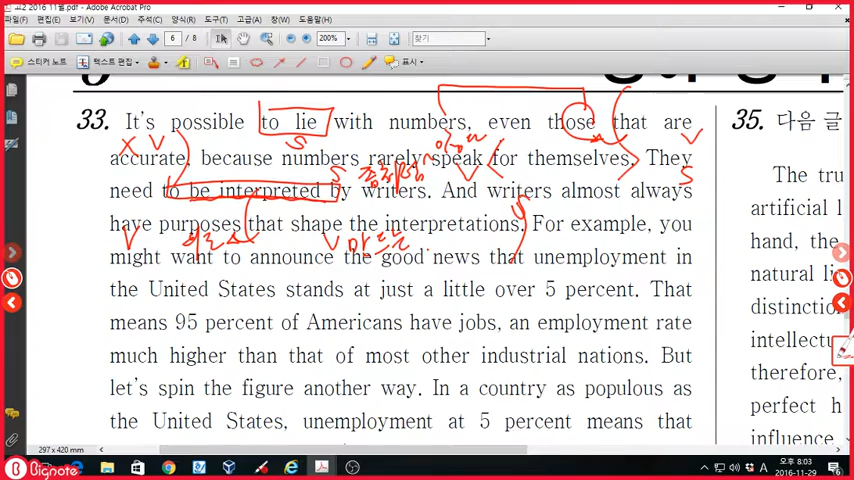 고2 2016 11월.pdf - Adobe Acrobat Pro
파일(F) 편집(E) 보기(V) 문서(D) 주석(C) 양식(R) 도구(T) 고급(A) 창(W) 도움말(H)
6 / 8 200% 찾기
스티커 노트 텍스트 편집 표시
33. It's possible to lie with numbers, even those that are
accurate, because numbers rarely speak for themselves. They
need to be interpreted by writers. And writers almost always
have purposes that shape the interpretations. For example, you
might want to announce the good news that unemployment in
the United States stands at just a little over 5 percent. That
means 95 percent of Americans have jobs, an employment rate
much higher than that of most other industrial nations. But
let's spin the figure another way. In a country as populous as
the United States, unemployment at 5 percent means that
S
X V
V
S
V
S
V
V 만드는
35. 다음 글
The tru
artificial l
hand, the
natural li
distinction
intellectu
therefore,
perfect h
influence
297 x 420 mm
Bignote
A 오후 8:03
2016-11-29